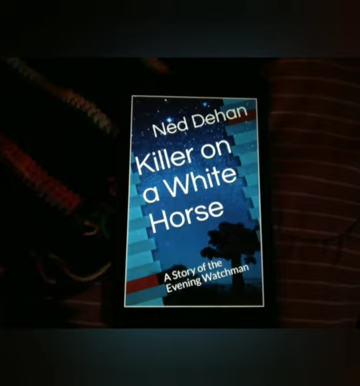 Ned Dehan
Killer on
a White
Horse
A Story of the
Evening Watchman